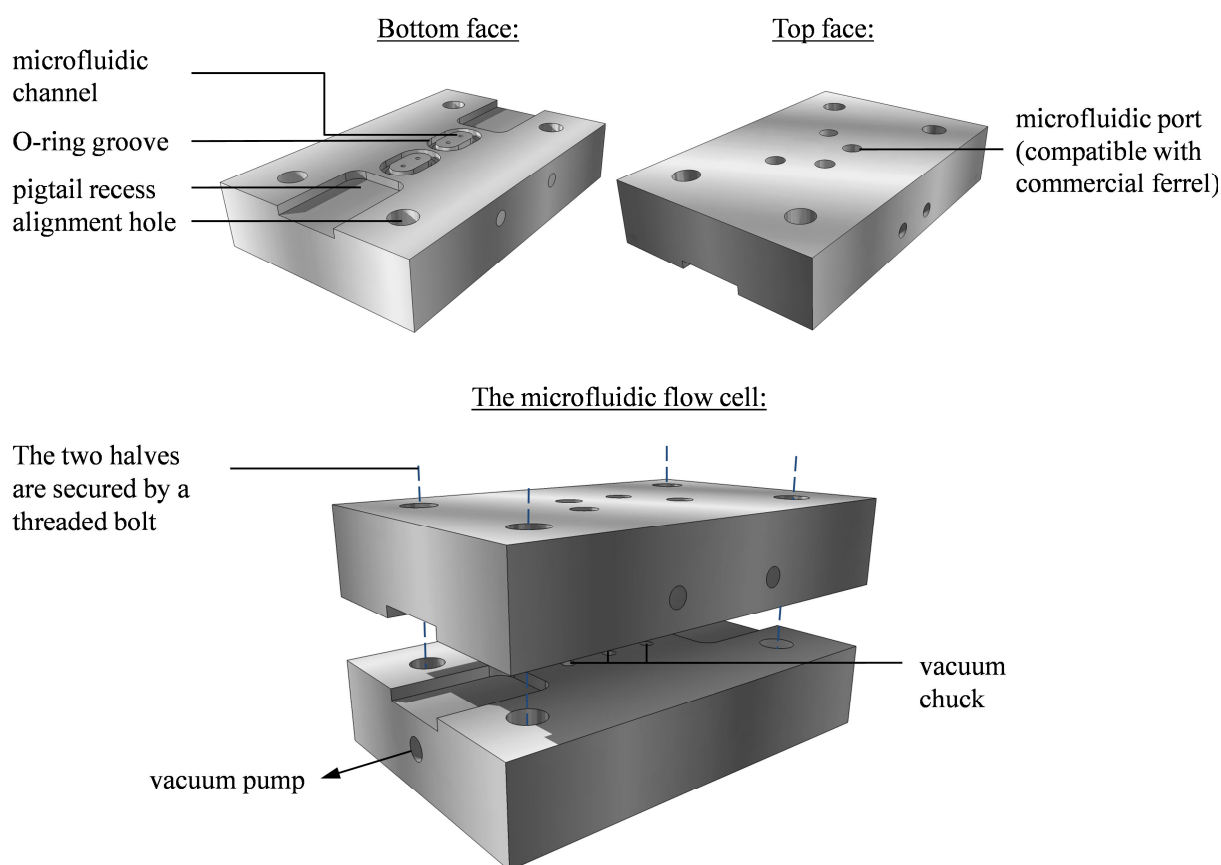 Bottom face:
Top face:
microfluidic
channel
O-ring groove
pigtail recess
alignment hole
microfluidic port
(compatible with
commercial ferrel)
The microfluidic flow cell:
The two halves
are secured by a
threaded bolt
vacuum
chuck
vacuum pump